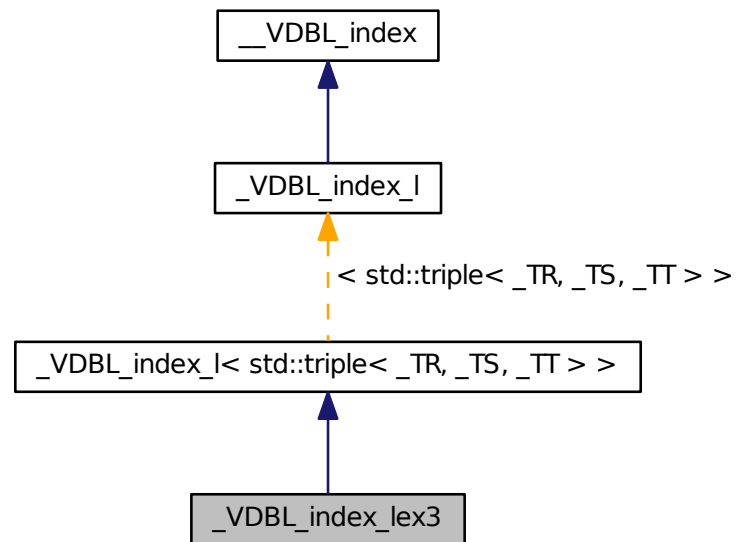 __VDBL_index
_VDBL_index_l
< std::triple< _TR, _TS, _TT > >
_VDBL_index_l< std::triple< _TR, _TS, _TT > >
_VDBL_index_lex3